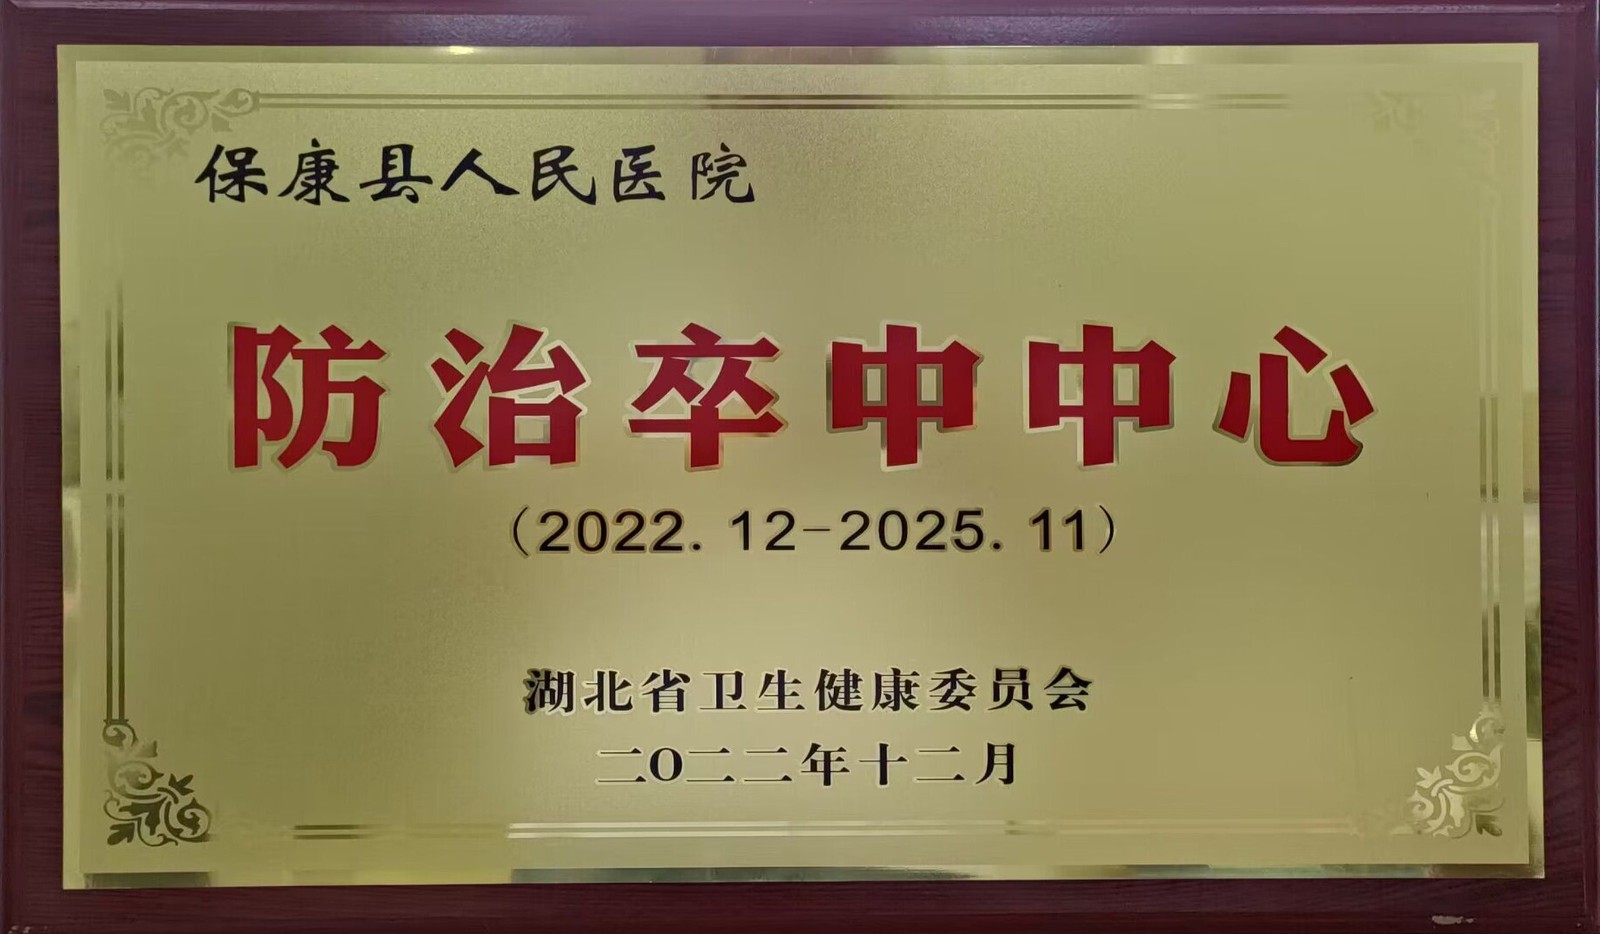 保康县人民医院
防治卒中中心
（2022.12-2025.11）
湖北省卫生健康委员会
二O二二年十二月